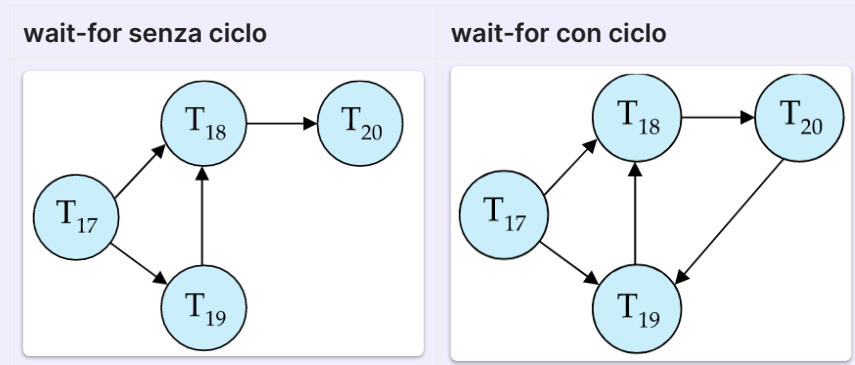 wait-for senza ciclo
wait-for con ciclo
T18
T20
T17
T19
T18
T20
T17
T19